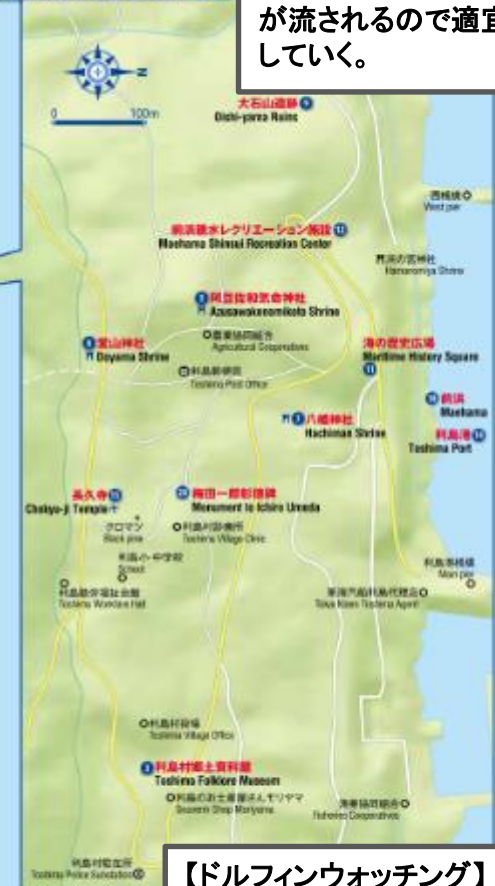 が流されるので適宜
していく。
N
0 100m
大石山遺跡 9
Oishi-yama Ruins
西桟橋
West pier
前浜親水レクリエーション施設 12
Maehama Shinsui Recreation Center
Hamanomiya Shrine
阿豆佐和気命神社
Azusawakenomikoto Shrine
農業協同組合
Agricultural Cooperatives
堂山神社
Doyama Shrine
海の歴史広場
Maritime History Square
11
利島郵便局
Toshima Post Office
前浜
Maehama
7 八幡神社
Hachiman Shrine
利島港
Toshima Port
長久寺
Chokyu-ji Temple
梅田一郎彰徳碑
Monument to Ichiro Umeda
クロマツ
Black pine
利島村診療所
Toshima Village Clinic
利島小・中学校
School
利島勤労福祉会館
Toshima Workers Hall
Main pier
東海汽船利島代理店
Tokai Kisen Toshima Agent
利島村役場
Toshima Village Office
利島村郷土資料館
Toshima Folklore Museum
利島のお土産屋さんモリヤマ
Souvenir Shop Moriyama
漁業協同組合
Fisheries Cooperatives
利島村駐在所
Toshima Police Substation
【ドルフィンウォッチング】